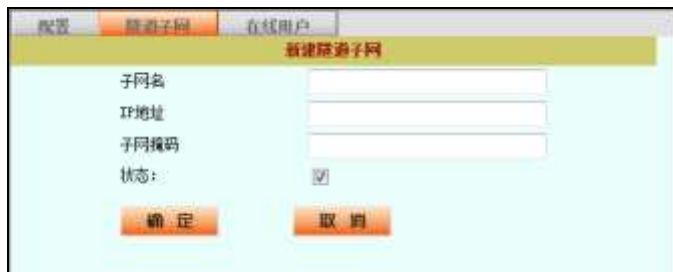 配置 隧道子网 在线用户
新建隧道子网
子网名
IP地址
子网掩码
状态：
确 定 取 消